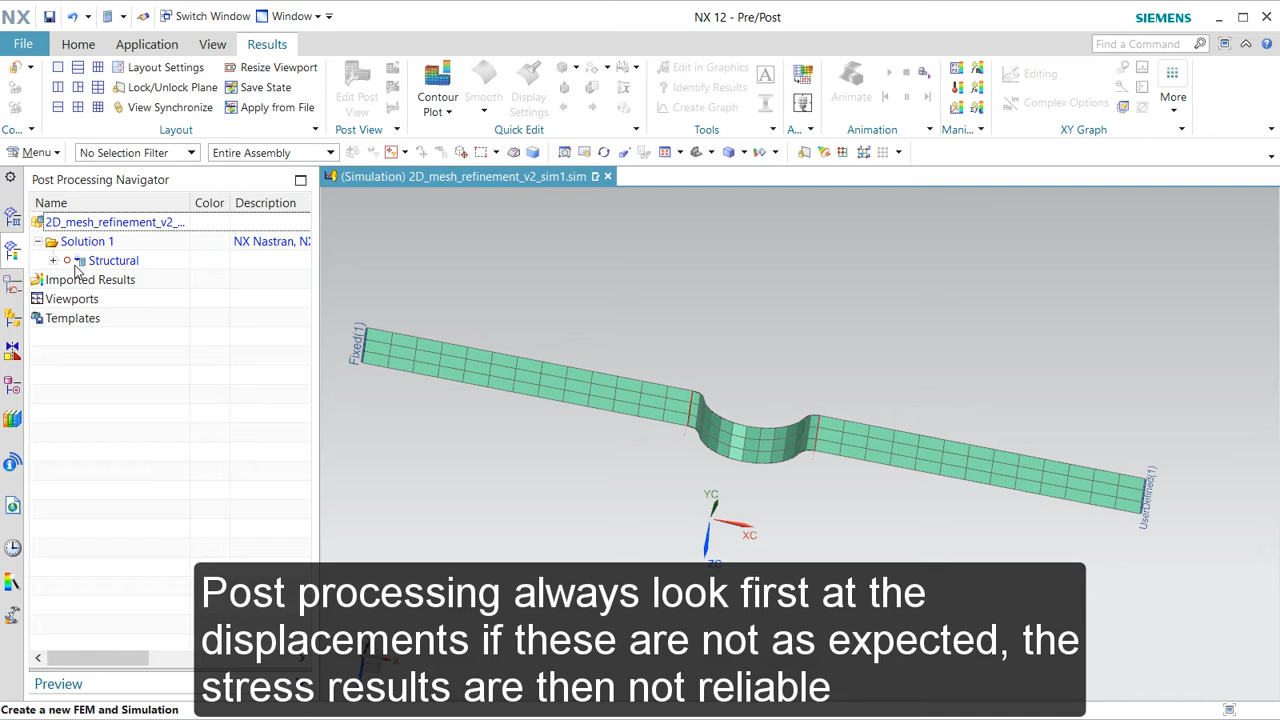 NX
Switch Window
Window
NX 12 - Pre/Post
SIEMENS
File
Home
Application
View
Results
Find a Command
Layout Settings
Lock/Unlock Plane
View Synchronize
Resize Viewport
Save State
Apply from File
Edit Post
View
Contour
Plot
Smooth
Display
Settings
Edit in Graphics
Identify Results
Create Graph
Animate
Editing
Complex Options
More
Co...
Layout
Post View
Quick Edit
Tools
A...
Animation
Mani...
XY Graph
Menu
No Selection Filter
Entire Assembly
Post Processing Navigator
(Simulation) 2D_mesh_refinement_v2_sim1.sim
Name
Color
Description
2D_mesh_refinement_v2_...
Solution 1
NX Nastran, NX
Structural
Imported Results
Viewports
Templates
Fixed(1)
UserDefined(1)
YC
XC
ZC
X
Post processing always look first at the
displacements if these are not as expected, the
stress results are then not reliable
Preview
Create a new FEM and Simulation